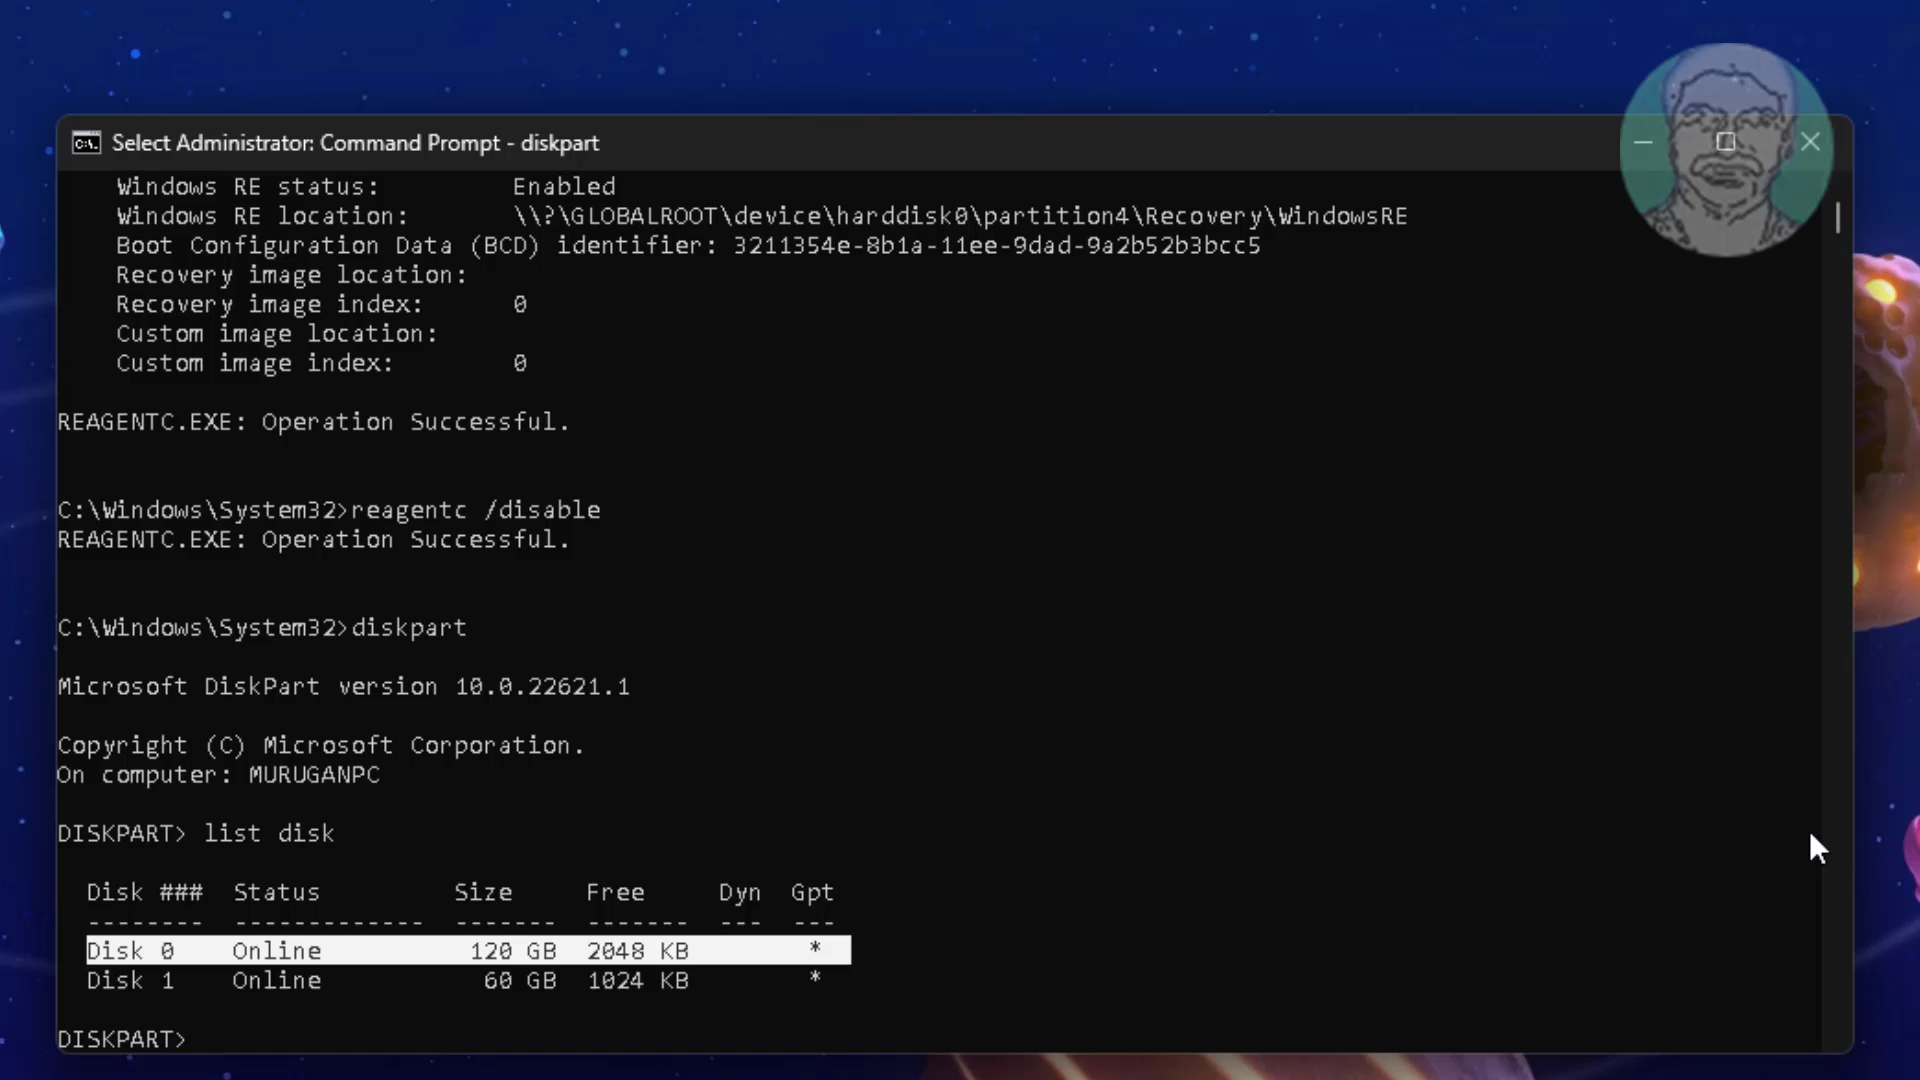 Select Administrator: Command Prompt - diskpart
Windows RE status: Enabled
Windows RE location: \\?\GLOBALROOT\device\harddisk0\partition4\Recovery\WindowsRE
Boot Configuration Data (BCD) identifier: 3211354e-8b1a-11ee-9dad-9a2b52b3bcc5
Recovery image location:
Recovery image index: 0
Custom image location:
Custom image index: 0
REAGENTC.EXE: Operation Successful.
C:\Windows\System32>reagentc /disable
REAGENTC.EXE: Operation Successful.
C:\Windows\System32>diskpart
Microsoft DiskPart version 10.0.22621.1
Copyright (C) Microsoft Corporation.
On computer: MURUGANPC
DISKPART> list disk
Disk ### Status Size Free Dyn Gpt
-------- ------------- ------- ------- --- ---
Disk 0 Online 120 GB 2048 KB *
Disk 1 Online 60 GB 1024 KB *
DISKPART>